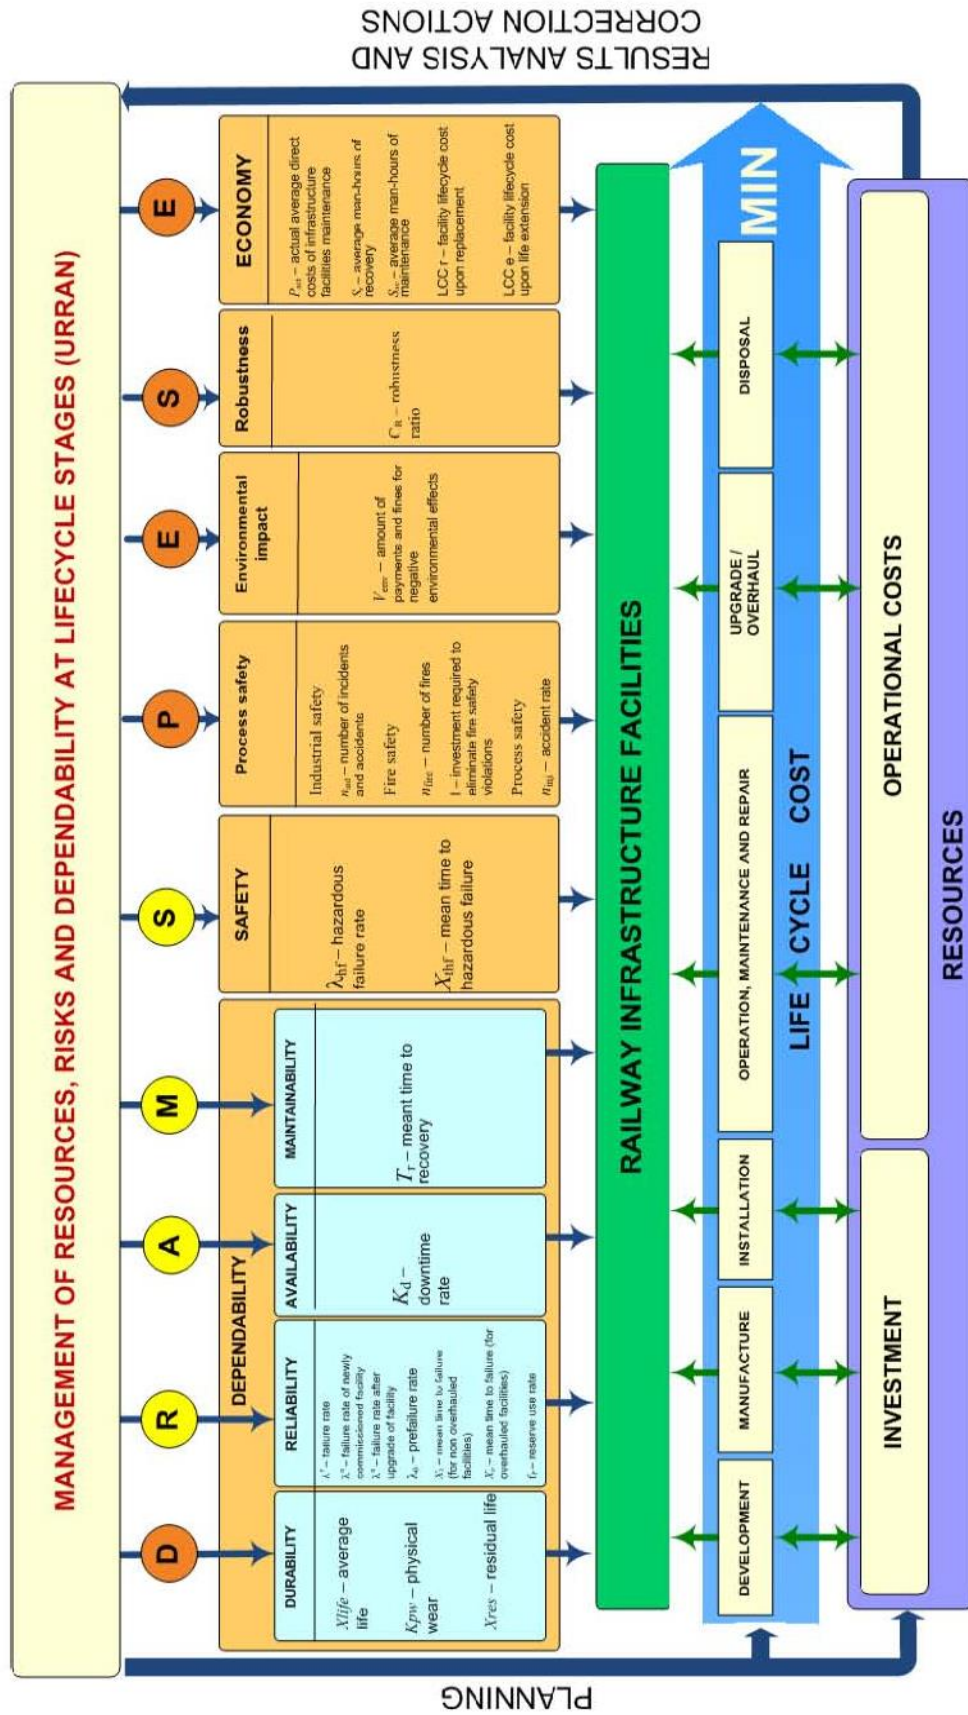 MANAGEMENT OF RESOURCES, RISKS AND DEPENDABILITY AT LIFECYCLE STAGES (URRAN)
D
R
A
M
S
P
E
S
E
DEPENDABILITY
DURABILITY
Xlife – average
life
Kpw – physical
wear
Xres – residual life
RELIABILITY
– failure rate
– failure rate of newly
commissioned facility
– failure rate after
upgrade of facility
– prefailure rate
– mean time to failure
(for non overhauled
facilities)
– mean time to failure (for
overhauled facilities)
– reserve use rate
AVAILABILITY
Kd –
downtime
rate
MAINTAINABILITY
Tr – meant time to
recovery
SAFETY
λhf – hazardous
failure rate
Xthf – mean time to
hazardous failure
Process safety
Industrial safety
– number of incidents
and accidents
Fire safety
nfire – number of fires
I – investment required to
eliminate fire safety
violations
Process safety
ninj – accident rate
Environmental
impact
Venv – amount of
payments and fines for
negative
environmental effects
Robustness
CR – robustness
ratio
ECONOMY
– actual average direct
costs of infrastructure
facilities maintenance
– average man-hours of
recovery
– average man-hours of
maintenance
LCC r – facility lifecycle cost
upon replacement
LCC e – facility lifecycle cost
upon life extension
RAILWAY INFRASTRUCTURE FACILITIES
DEVELOPMENT
MANUFACTURE
INSTALLATION
OPERATION, MAINTENANCE AND REPAIR
UPGRADE /
OVERHAUL
DISPOSAL
MIN
LIFE CYCLE COST
INVESTMENT
OPERATIONAL COSTS
RESOURCES
PLANNING
RESULTS ANALYSIS AND
CORRECTION ACTIONS